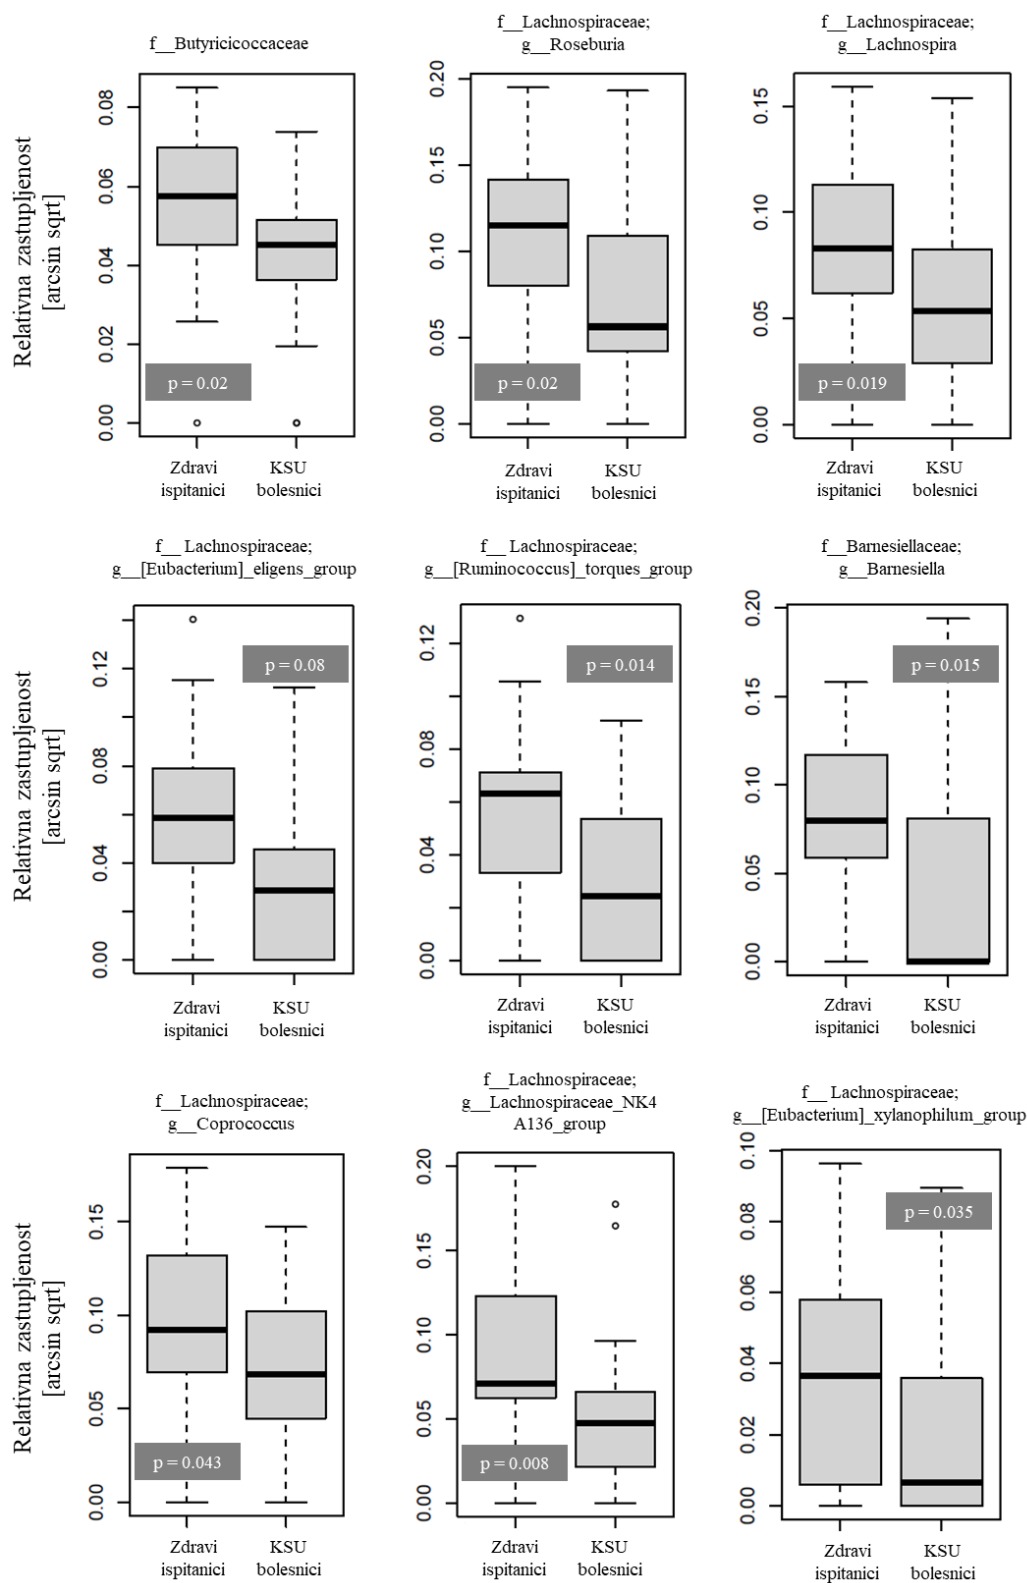 f__Butyricicoccaceae
Relativna zastupljenost
[arcsin sqrt]
0.08
0.06
0.04
0.02
0.00
p = 0.02
Zdravi
ispitanici
KSU
bolesnici
f__Lachnospiraceae;
g__Roseburia
0.20
0.15
0.10
0.05
0.00
p = 0.02
Zdravi
ispitanici
KSU
bolesnici
f__Lachnospiraceae;
g__Lachnospira
0.15
0.10
0.05
0.00
p = 0.019
Zdravi
ispitanici
KSU
bolesnici
f__ Lachnospiraceae;
g__[Eubacterium]_eligens_group
Relativna zastupljenost
[arcsin sqrt]
0.12
0.08
0.04
0.00
p = 0.08
Zdravi
ispitanici
KSU
bolesnici
f__ Lachnospiraceae;
g__[Ruminococcus]_torques_group
0.12
0.08
0.04
0.00
p = 0.014
Zdravi
ispitanici
KSU
bolesnici
f__Barnesiellaceae;
g__Barnesiella
0.20
0.15
0.10
0.05
0.00
p = 0.015
Zdravi
ispitanici
KSU
bolesnici
f__Lachnospiraceae;
g__Coprococcus
Relativna zastupljenost
[arcsin sqrt]
0.15
0.10
0.05
0.00
p = 0.043
Zdravi
ispitanici
KSU
bolesnici
f__Lachnospiraceae;
g__Lachnospiraceae_NK4
A136_group
0.20
0.15
0.10
0.05
0.00
p = 0.008
Zdravi
ispitanici
KSU
bolesnici
f__ Lachnospiraceae;
g__[Eubacterium]_xylanophilum_group
0.10
0.08
0.06
0.04
0.02
0.00
p = 0.035
Zdravi
ispitanici
KSU
bolesnici